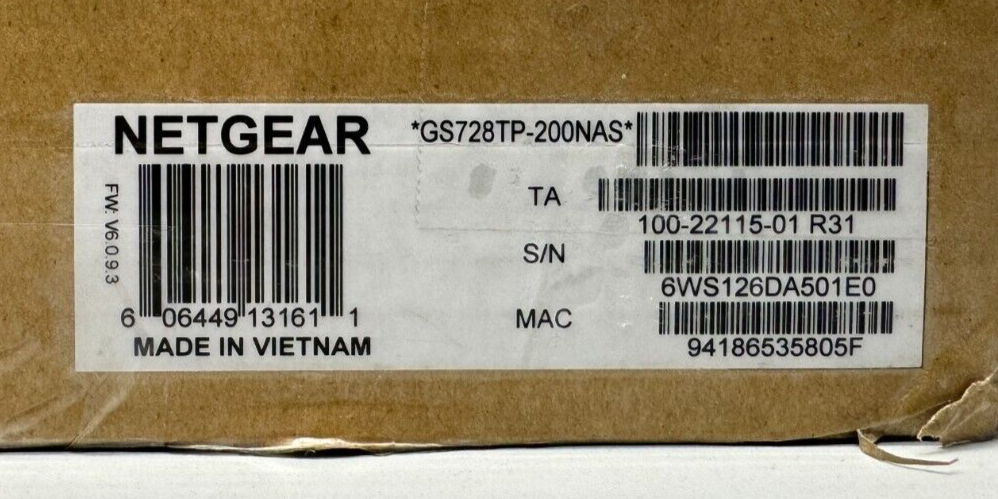 NETGEAR
*GS728TP-200NAS*
FW: V6.0.9.3
TA
100-22115-01 R31
S/N
6WS126DA501E0
MAC
94186535805F
6 06449 13161 1
MADE IN VIETNAM